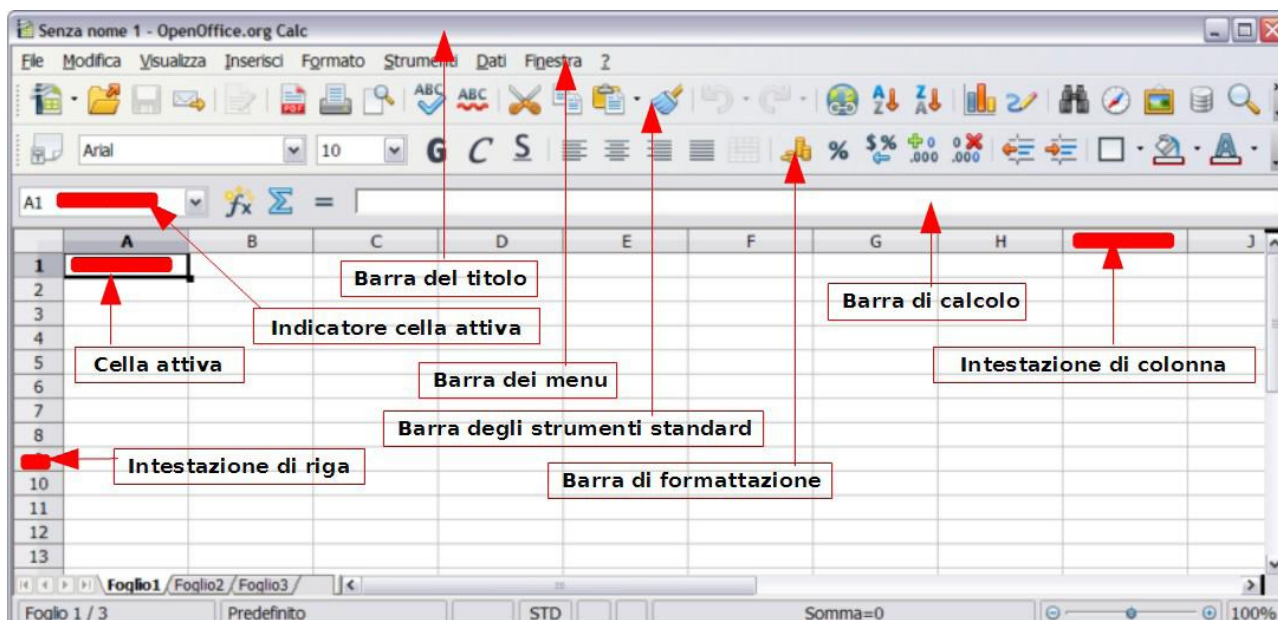 Senza nome 1 - OpenOffice.org Calc
File Modifica Visualizza Inserisci Formato Strumenti Dati Finestra ?
Arial 10 G C S
A1
A B C D E F G H J
1
2
3
4
5
6
7
8
10
11
12
13
Barra del titolo
Barra di calcolo
Indicatore cella attiva
Cella attiva
Intestazione di colonna
Barra dei menu
Barra degli strumenti standard
Intestazione di riga
Barra di formattazione
Foglio1 Foglio2 Foglio3
Foglio 1 / 3 Predefinito STD Somma=0 100%